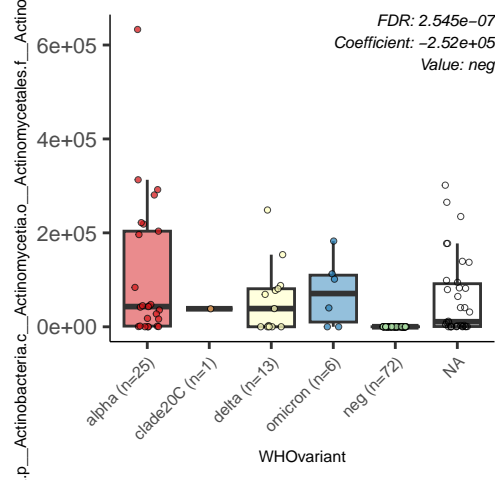 FDR: 2.545e−07
Coefficient: −2.52e+05
Value: neg
.p__Actinobacteria.c__Actinomycetia.o__Actinomycetales.f__Actino
6e+05
4e+05
2e+05
0e+00
alpha (n=25)
clade20C (n=1)
delta (n=13)
omicron (n=6)
neg (n=72)
NA
WHOvariant